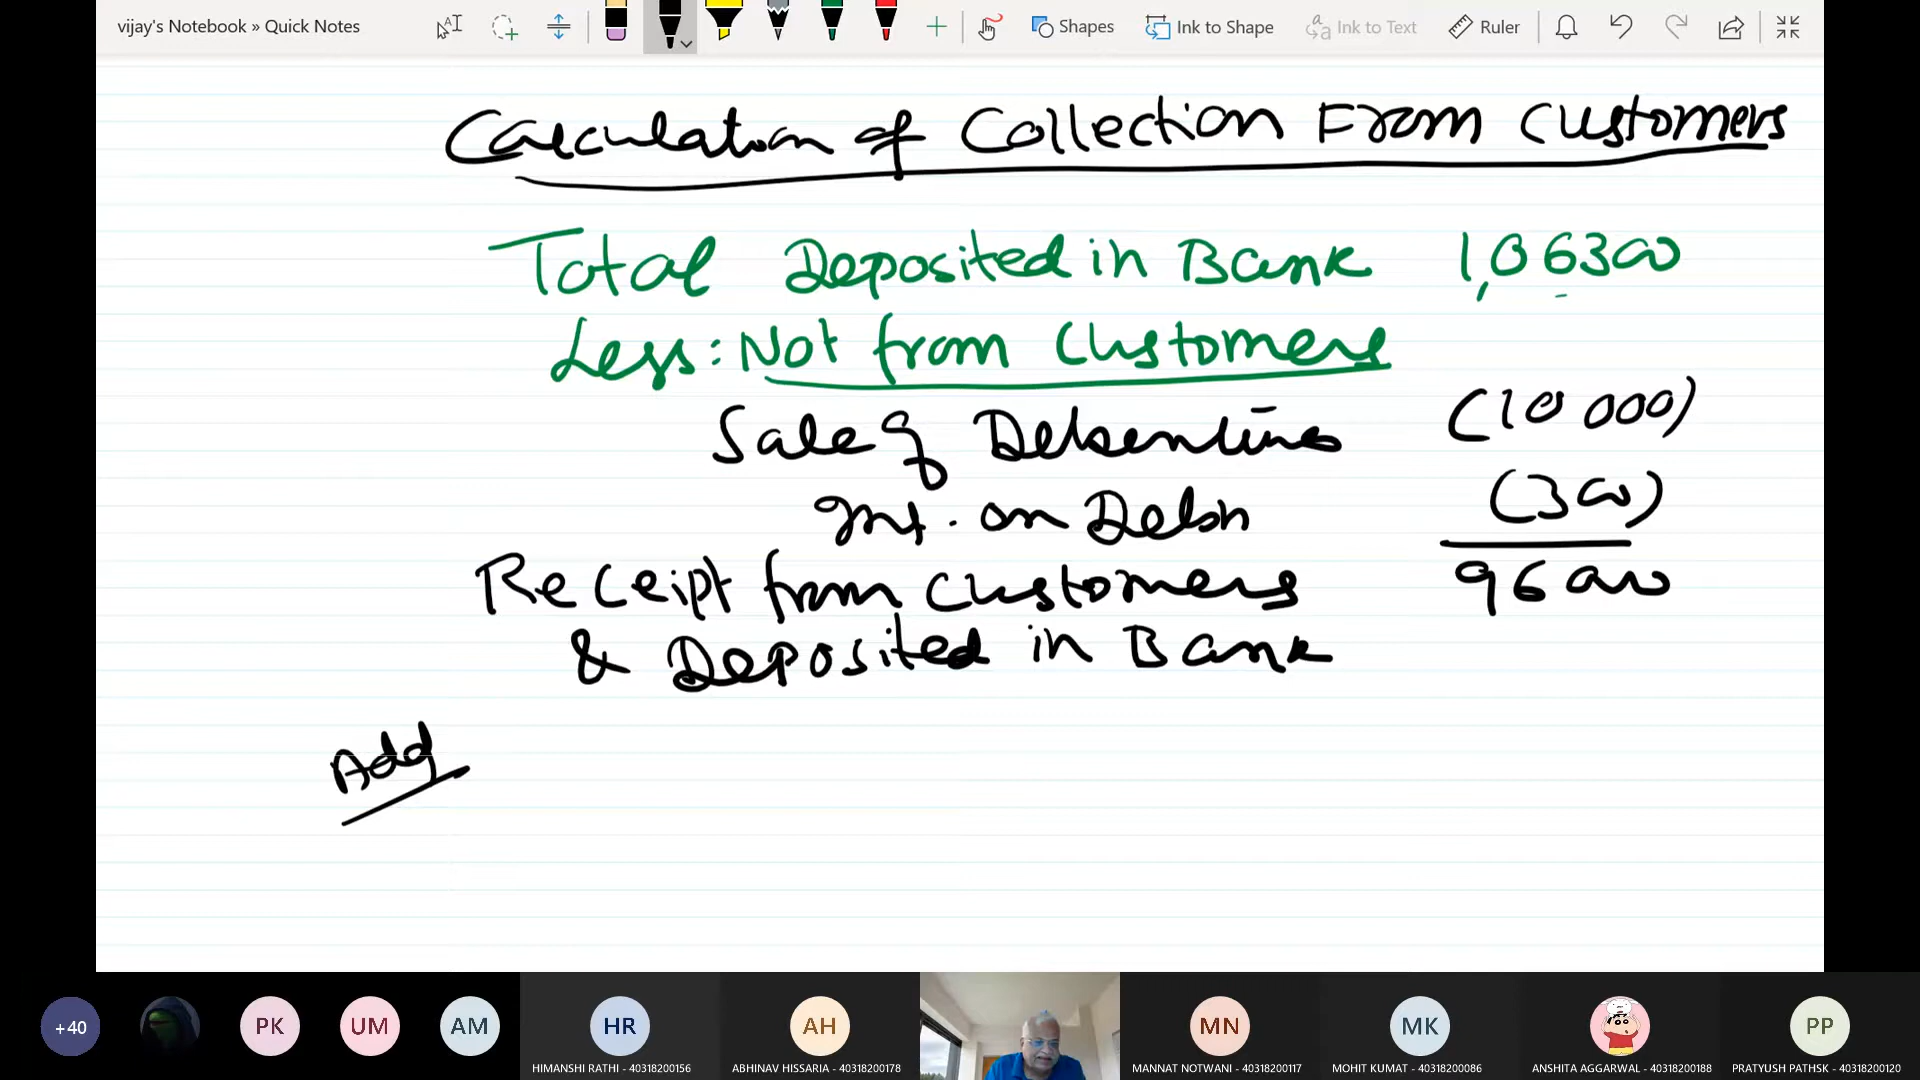 vijay's Notebook » Quick Notes
Shapes
Ink to Shape
Ink to Text
Ruler
Calculation of Collection From Customers
Total Deposited in Bank 1,06300
Less: Not from Customers
Sale of Debentures (10 000)
Int. on Debn (300)
Receipt from Customers 96000
& Deposited in Bank
Add
+40 PK UM AM HR AH MN MK PP
HIMANSHI RATHI - 40318200156 ABHINAV HISSARIA - 40318200178 MANNAT NOTWANI - 40318200117 MOHIT KUMAT - 40318200086 ANSHITA AGGARWAL - 40318200188 PRATYUSH PATHSK - 40318200120